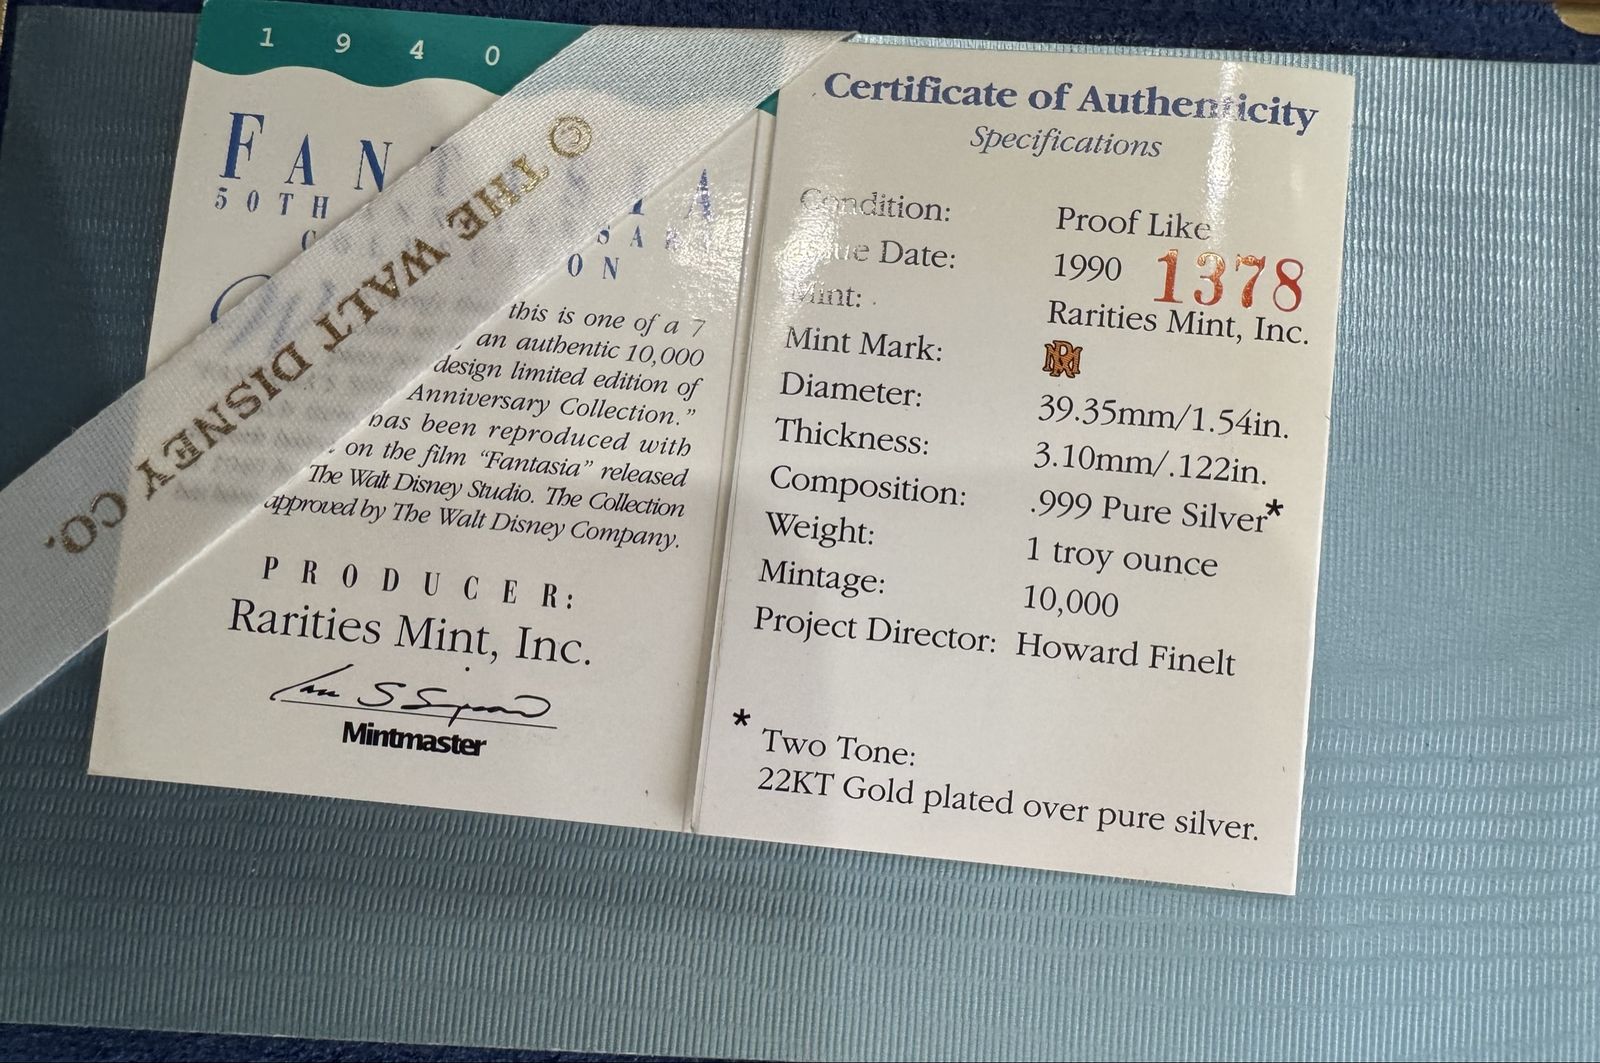 1940
50TH
ON
this is one of a 7
an authentic 10,000
design limited edition of
Anniversary Collection."
has been reproduced with
on the film "Fantasia" released
The Walt Disney Studio. The Collection
approved by The Walt Disney Company.
PRODUCER:
Rarities Mint, Inc.
Mintmaster
© THE WALT DISNEY CO.
Certificate of Authenticity
Specifications
Condition: Proof Like
Issue Date: 1990
1378
Mint: Rarities Mint, Inc.
Mint Mark: RM
Diameter: 39.35mm/1.54in.
Thickness: 3.10mm/.122in.
Composition: .999 Pure Silver*
Weight: 1 troy ounce
Mintage: 10,000
Project Director: Howard Finelt
* Two Tone:
22KT Gold plated over pure silver.